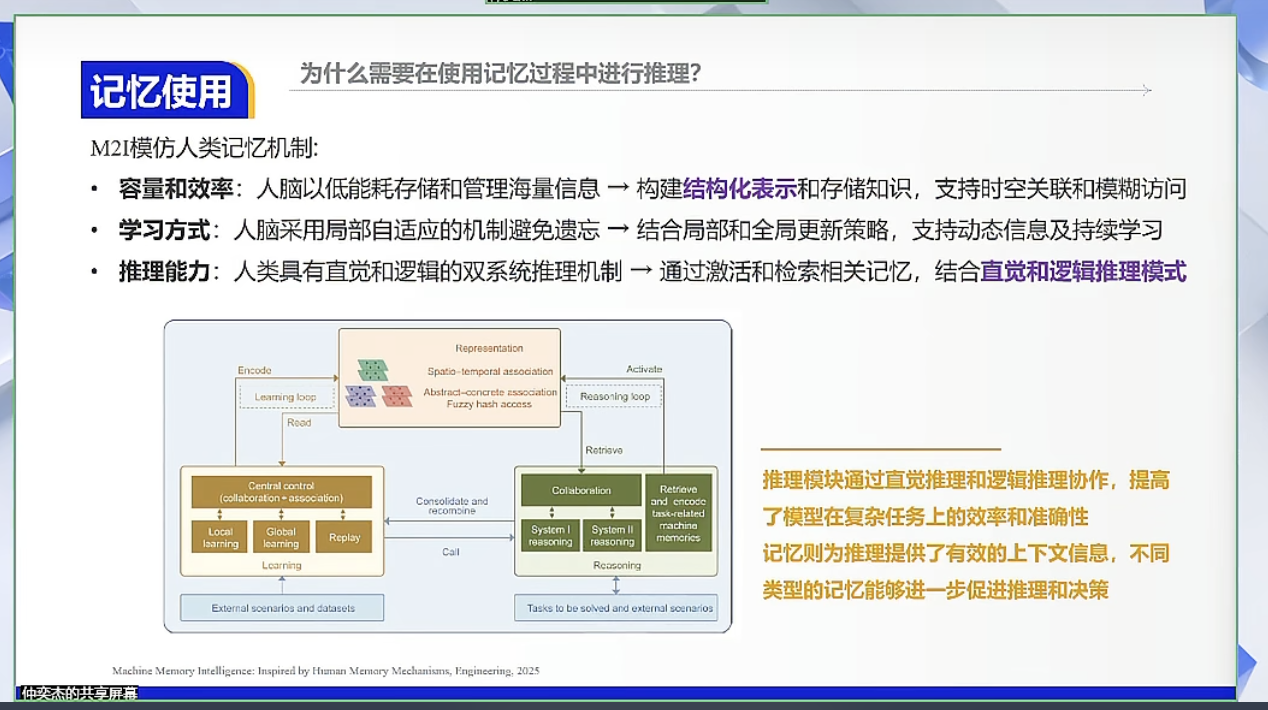 记忆使用
为什么需要在使用记忆过程中进行推理?
M2I模仿人类记忆机制:
• 容量和效率：人脑以低能耗存储和管理海量信息 → 构建结构化表示和存储知识，支持时空关联和模糊访问
• 学习方式：人脑采用局部自适应的机制避免遗忘 → 结合局部和全局更新策略，支持动态信息及持续学习
• 推理能力：人类具有直觉和逻辑的双系统推理机制 → 通过激活和检索相关记忆，结合直觉和逻辑推理模式
Representation
Spatio–temporal association
Abstract–concrete association
Fuzzy hash access
Encode
Learning loop
Read
Activate
Reasoning loop
Retrieve
Central control
(collaboration + association)
Local
learning
Global
learning
Replay
Learning
Consolidate and
recombine
Call
Collaboration
System I
reasoning
System II
reasoning
Retrieve
and encode
task-related
machine
memories
Reasoning
External scenarios and datasets
Tasks to be solved and external scenarios
推理模块通过直觉推理和逻辑推理协作，提高
了模型在复杂任务上的效率和准确性
记忆则为推理提供了有效的上下文信息，不同
类型的记忆能够进一步促进推理和决策
Machine Memory Intelligence: Inspired by Human Memory Mechanisms, Engineering, 2025
仲奕杰的共享屏幕